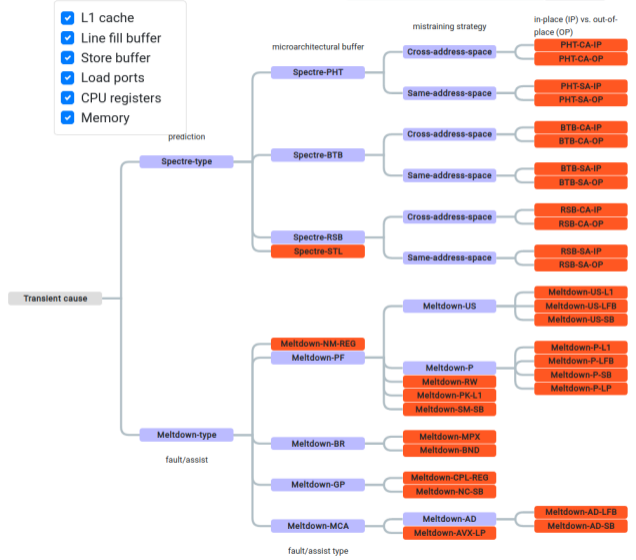 L1 cache
Line fill buffer
Store buffer
Load ports
CPU registers
Memory
prediction
microarchitectural buffer
mistraining strategy
in-place (IP) vs. out-of-
place (OP)
Transient cause
Spectre-type
Spectre-PHT
Cross-address-space
PHT-CA-IP
PHT-CA-OP
Same-address-space
PHT-SA-IP
PHT-SA-OP
Spectre-BTB
Cross-address-space
BTB-CA-IP
BTB-CA-OP
Same-address-space
BTB-SA-IP
BTB-SA-OP
Spectre-RSB
Cross-address-space
RSB-CA-IP
RSB-CA-OP
Same-address-space
RSB-SA-IP
RSB-SA-OP
Spectre-STL
Meltdown-type
fault/assist
Meltdown-NM-REG
Meltdown-PF
Meltdown-US
Meltdown-US-L1
Meltdown-US-LFB
Meltdown-US-SB
Meltdown-P
Meltdown-P-L1
Meltdown-P-LFB
Meltdown-P-SB
Meltdown-P-LP
Meltdown-RW
Meltdown-PK-L1
Meltdown-SM-SB
Meltdown-BR
Meltdown-MPX
Meltdown-BND
Meltdown-GP
Meltdown-CPL-REG
Meltdown-NC-SB
Meltdown-MCA
Meltdown-AD
Meltdown-AD-LFB
Meltdown-AD-SB
Meltdown-AVX-LP
fault/assist type